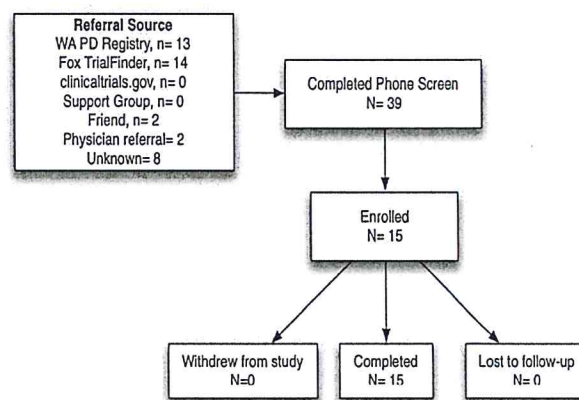 Referral Source
WA PD Registry, n= 13
Fox TrialFinder, n= 14
clinicaltrials.gov, n= 0
Support Group, n= 0
Friend, n= 2
Physician referral= 2
Unknown= 8
Completed Phone Screen
N= 39
Enrolled
N= 15
Withdrew from study
N=0
Completed
N= 15
Lost to follow-up
N= 0